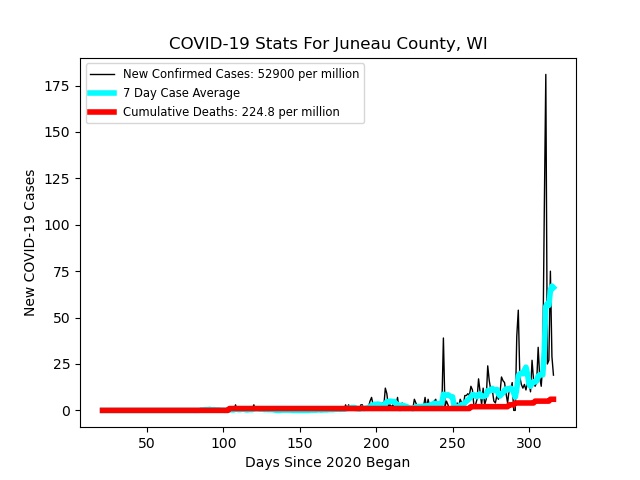 COVID-19 Stats For Juneau County, WI
New Confirmed Cases: 52900 per million
7 Day Case Average
Cumulative Deaths: 224.8 per million
New COVID-19 Cases
175
150
125
100
75
50
25
0
50 100 150 200 250 300
Days Since 2020 Began